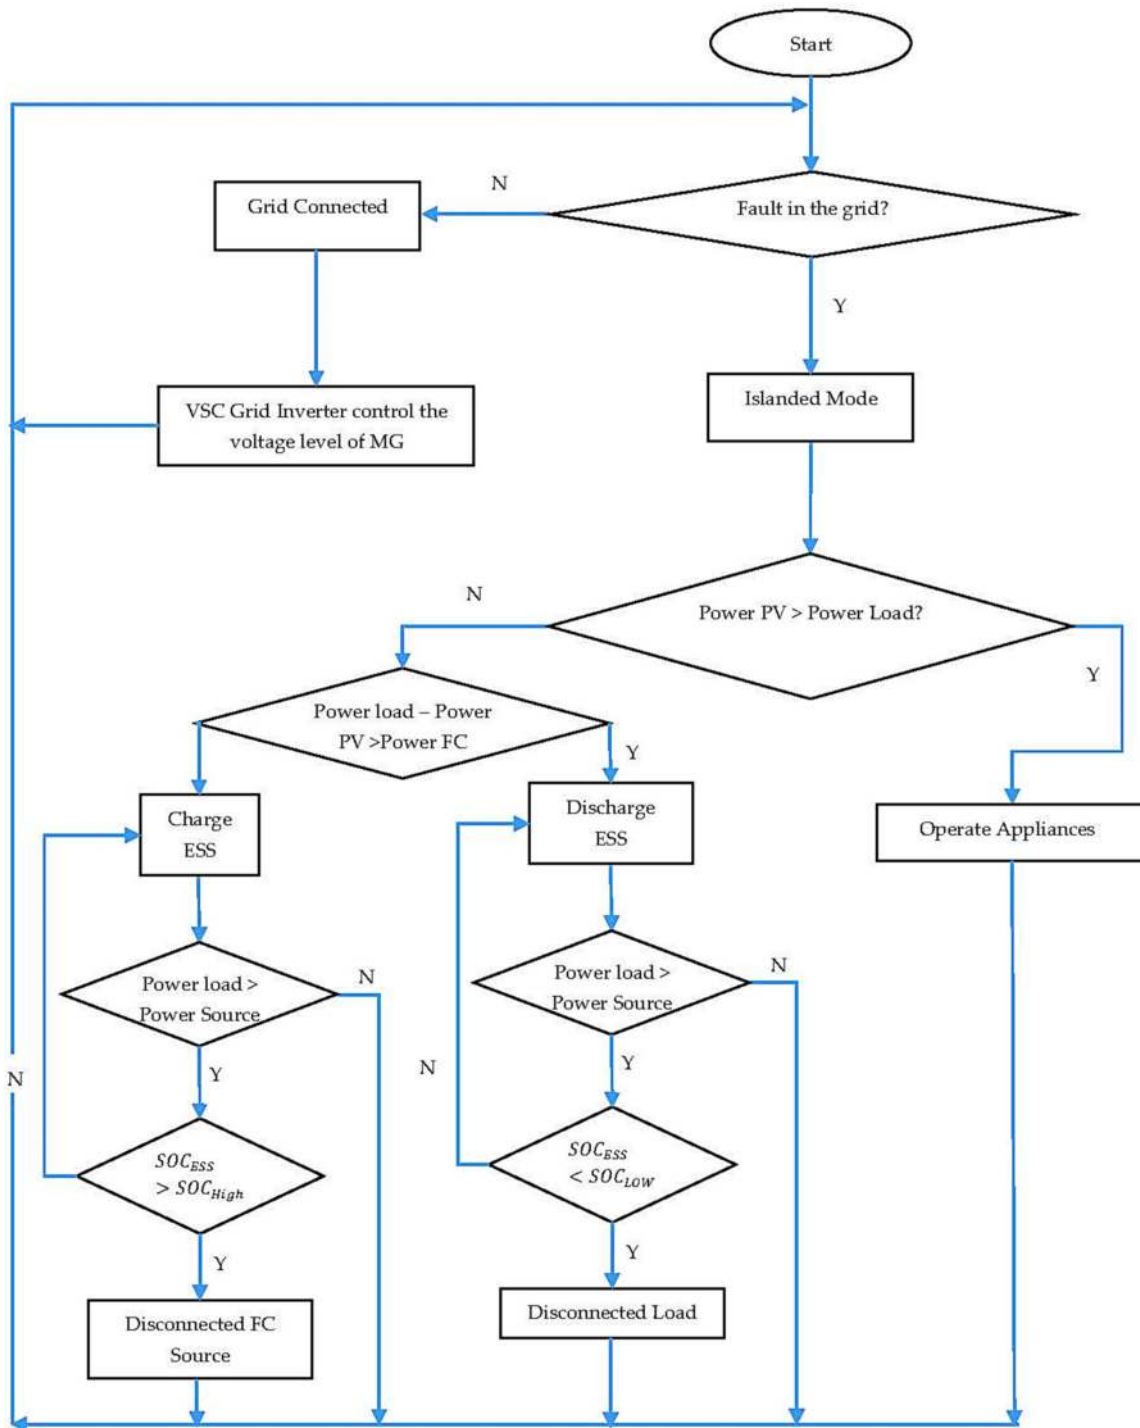 Start
N
Fault in the grid?
Grid Connected
Y
Islanded Mode
VSC Grid Inverter control the
voltage level of MG
N
Power PV > Power Load?
Y
Power load – Power
PV >Power FC
Y
Charge
ESS
Discharge
ESS
Operate Appliances
Power load >
Power Source
N
Power load >
Power Source
N
Y
Y
N
N
SOC_ESS
> SOC_High
SOC_ESS
< SOC_LOW
Y
Y
Disconnected FC
Source
Disconnected Load